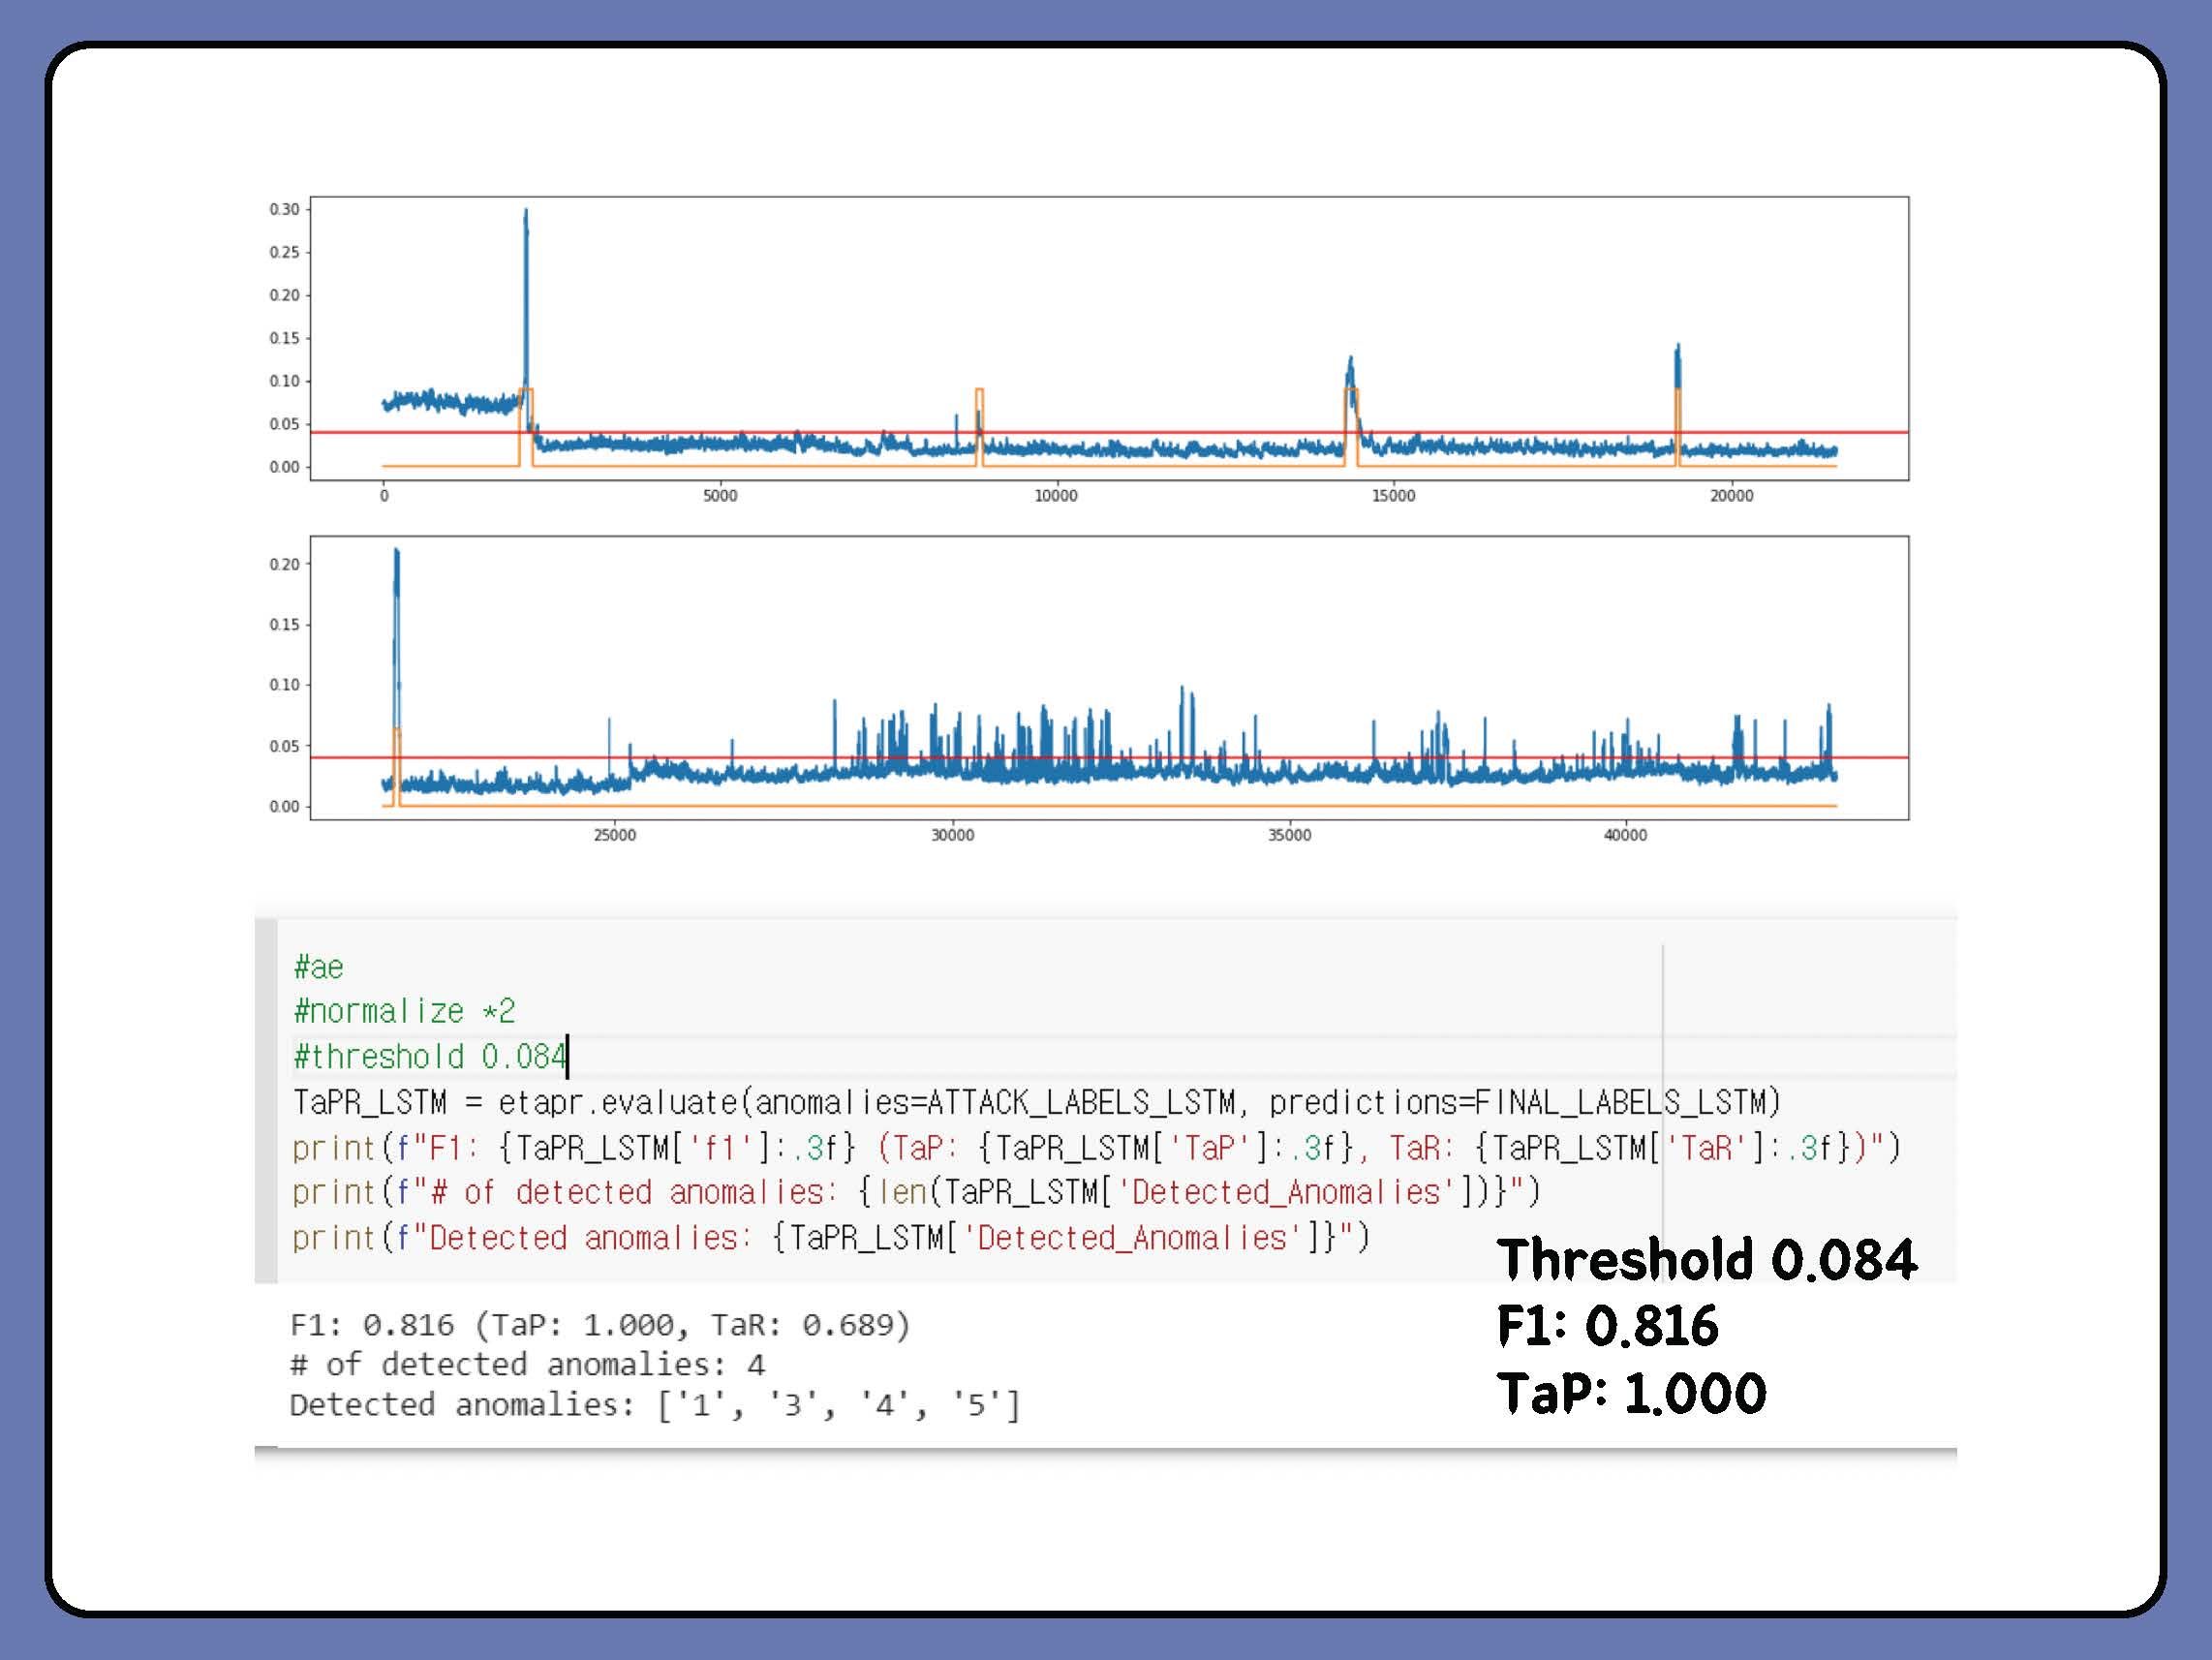 0.30
0.25
0.20
0.15
0.10
0.05
0.00
0 5000 10000 15000 20000
0.20
0.15
0.10
0.05
0.00
25000 30000 35000 40000
#ae
#normalize *2
#threshold 0.084
TaPR_LSTM = etapr.evaluate(anomalies=ATTACK_LABELS_LSTM, predictions=FINAL_LABELS_LSTM)
print(f"F1: {TaPR_LSTM['f1']:.3f} (TaP: {TaPR_LSTM['TaP']:.3f}, TaR: {TaPR_LSTM['TaR']:.3f})")
print(f"# of detected anomalies: {len(TaPR_LSTM['Detected_Anomalies'])}")
print(f"Detected anomalies: {TaPR_LSTM['Detected_Anomalies']}")
F1: 0.816 (TaP: 1.000, TaR: 0.689)
# of detected anomalies: 4
Detected anomalies: ['1', '3', '4', '5']
Threshold 0.084
F1: 0.816
TaP: 1.000